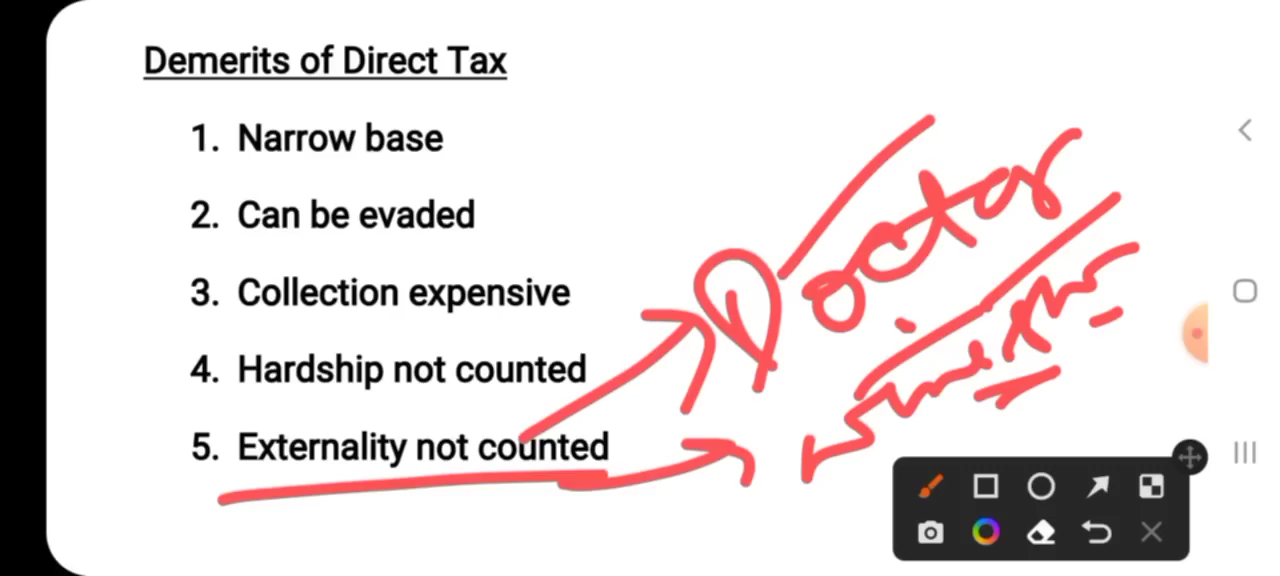 Demerits of Direct Tax
1. Narrow base
2. Can be evaded
3. Collection expensive
4. Hardship not counted
5. Externality not counted
Doctor